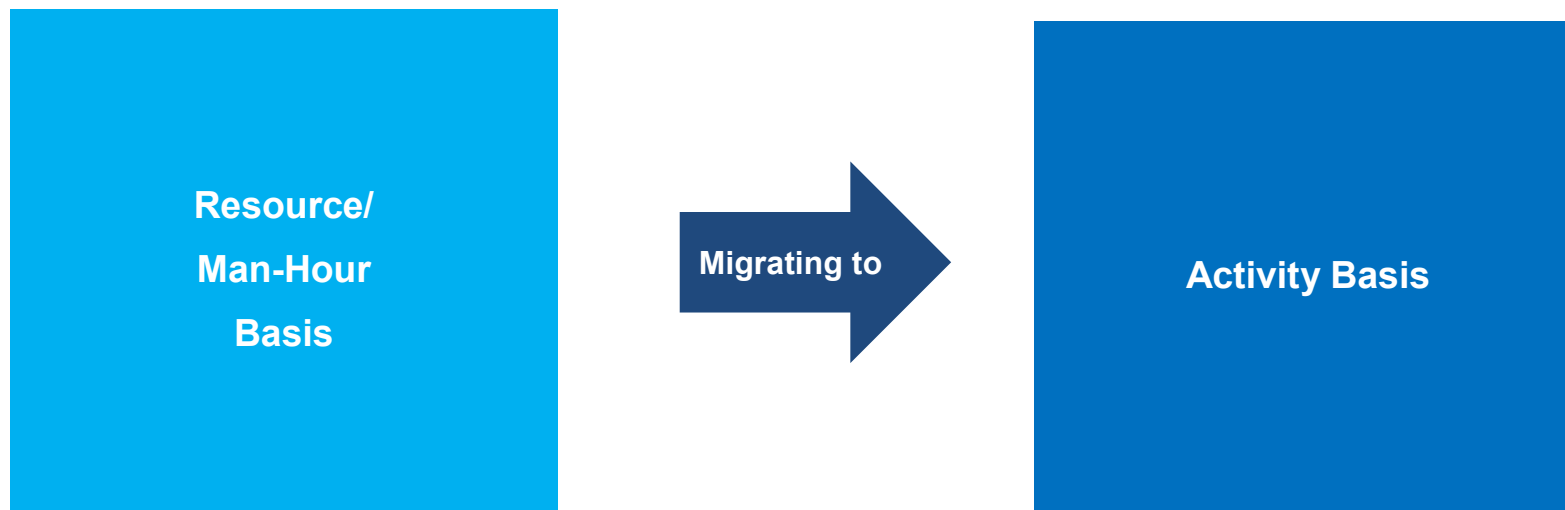 Resource/
Man-Hour
Basis
Migrating to
Activity Basis